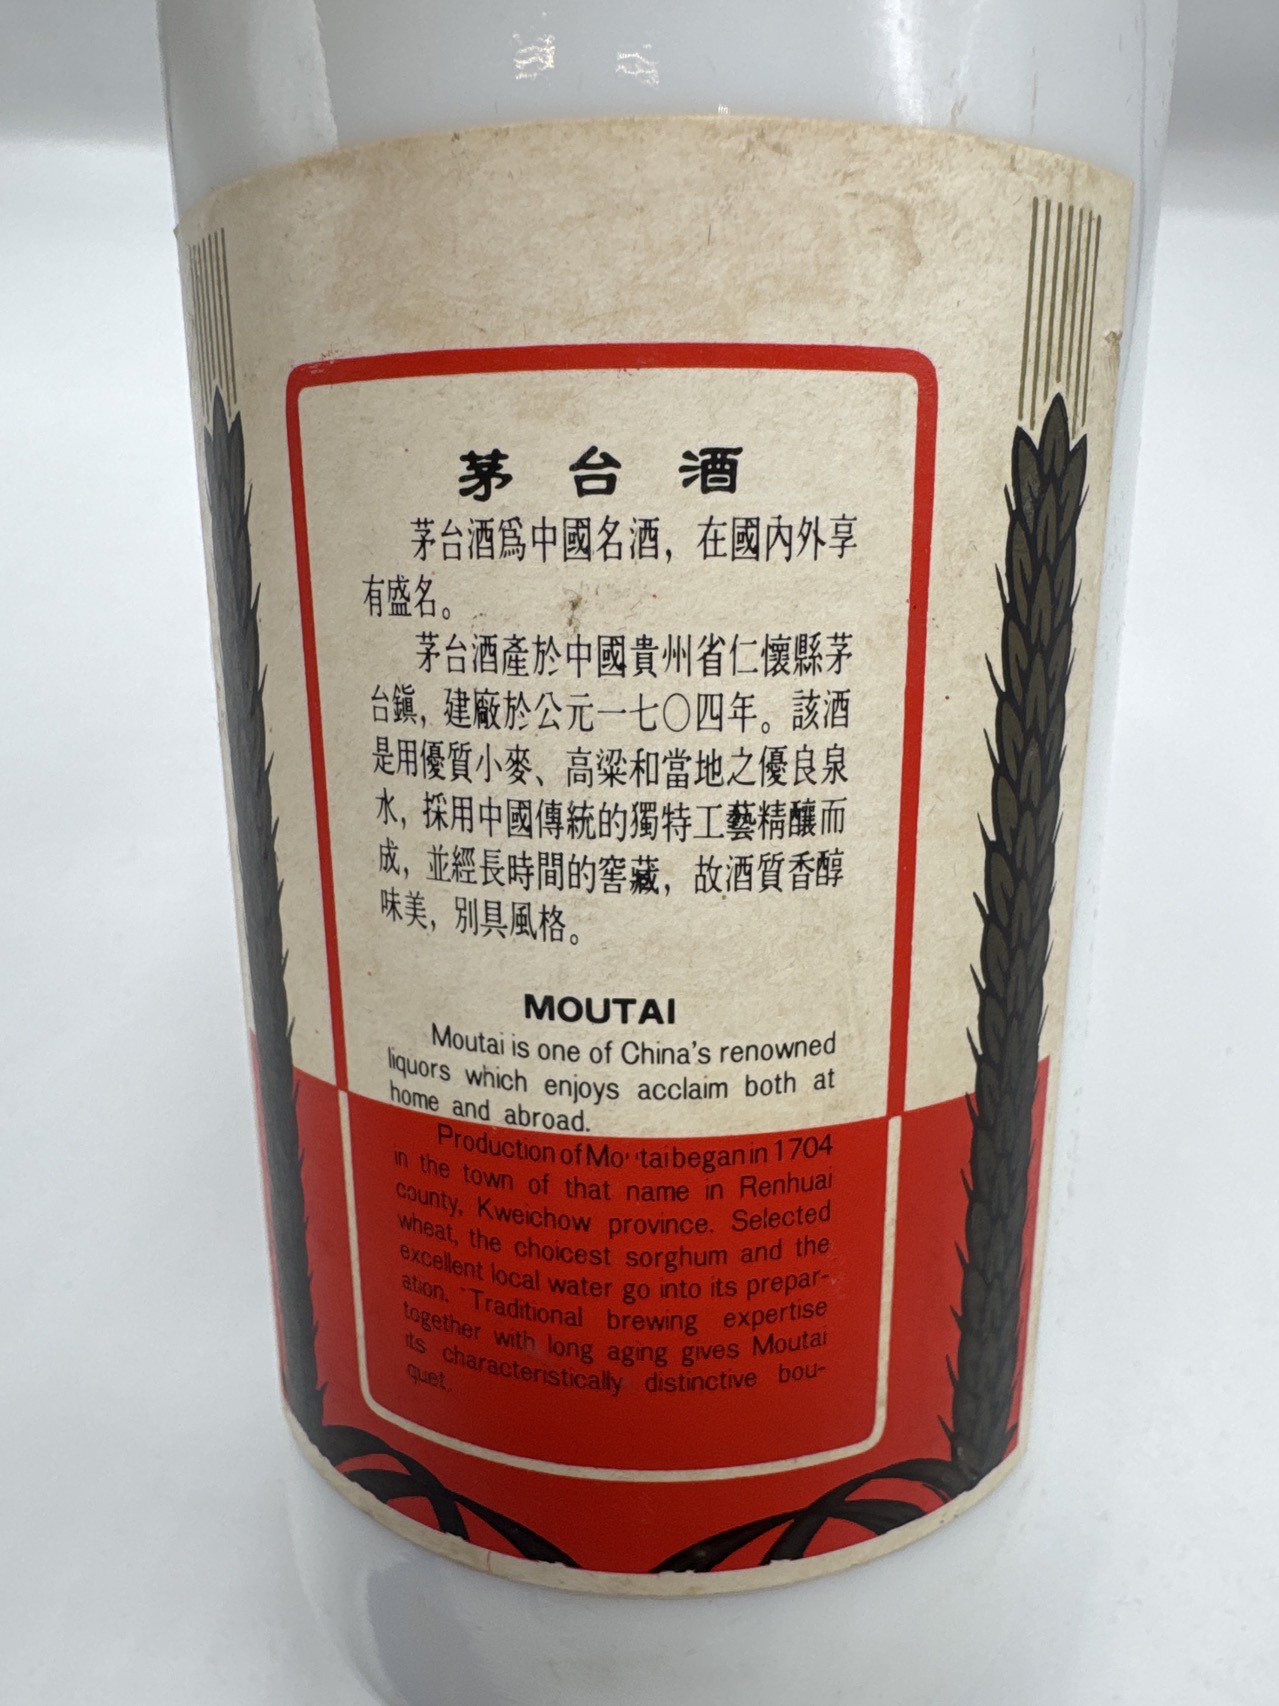 茅台酒
茅台酒爲中國名酒，在國內外享
有盛名。
茅台酒產於中國貴州省仁懷縣茅
台鎭，建廠於公元一七〇四年。該酒
是用優質小麥、高粱和當地之優良泉
水，採用中國傳統的獨特工藝精釀而
成，並經長時間的窖藏，故酒質香醇
味美，別具風格。
MOUTAI
Moutai is one of China's renowned
liquors which enjoys acclaim both at
home and abroad.
Production of Moutai began in 1704
in the town of that name in Renhuai
county, Kweichow province. Selected
wheat, the choicest sorghum and the
excellent local water go into its prepar-
ation. Traditional brewing expertise
together with long aging gives Moutai
its characteristically distinctive bou-
quet.